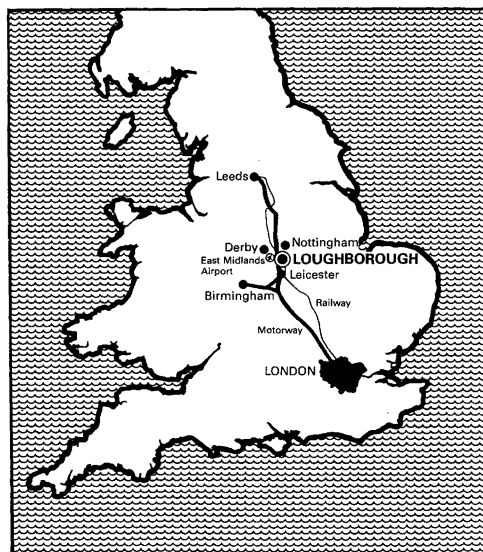 Leeds
Nottingham
Derby
LOUGHBOROUGH
East Midlands
Airport
Leicester
Birmingham
Railway
Motorway
LONDON